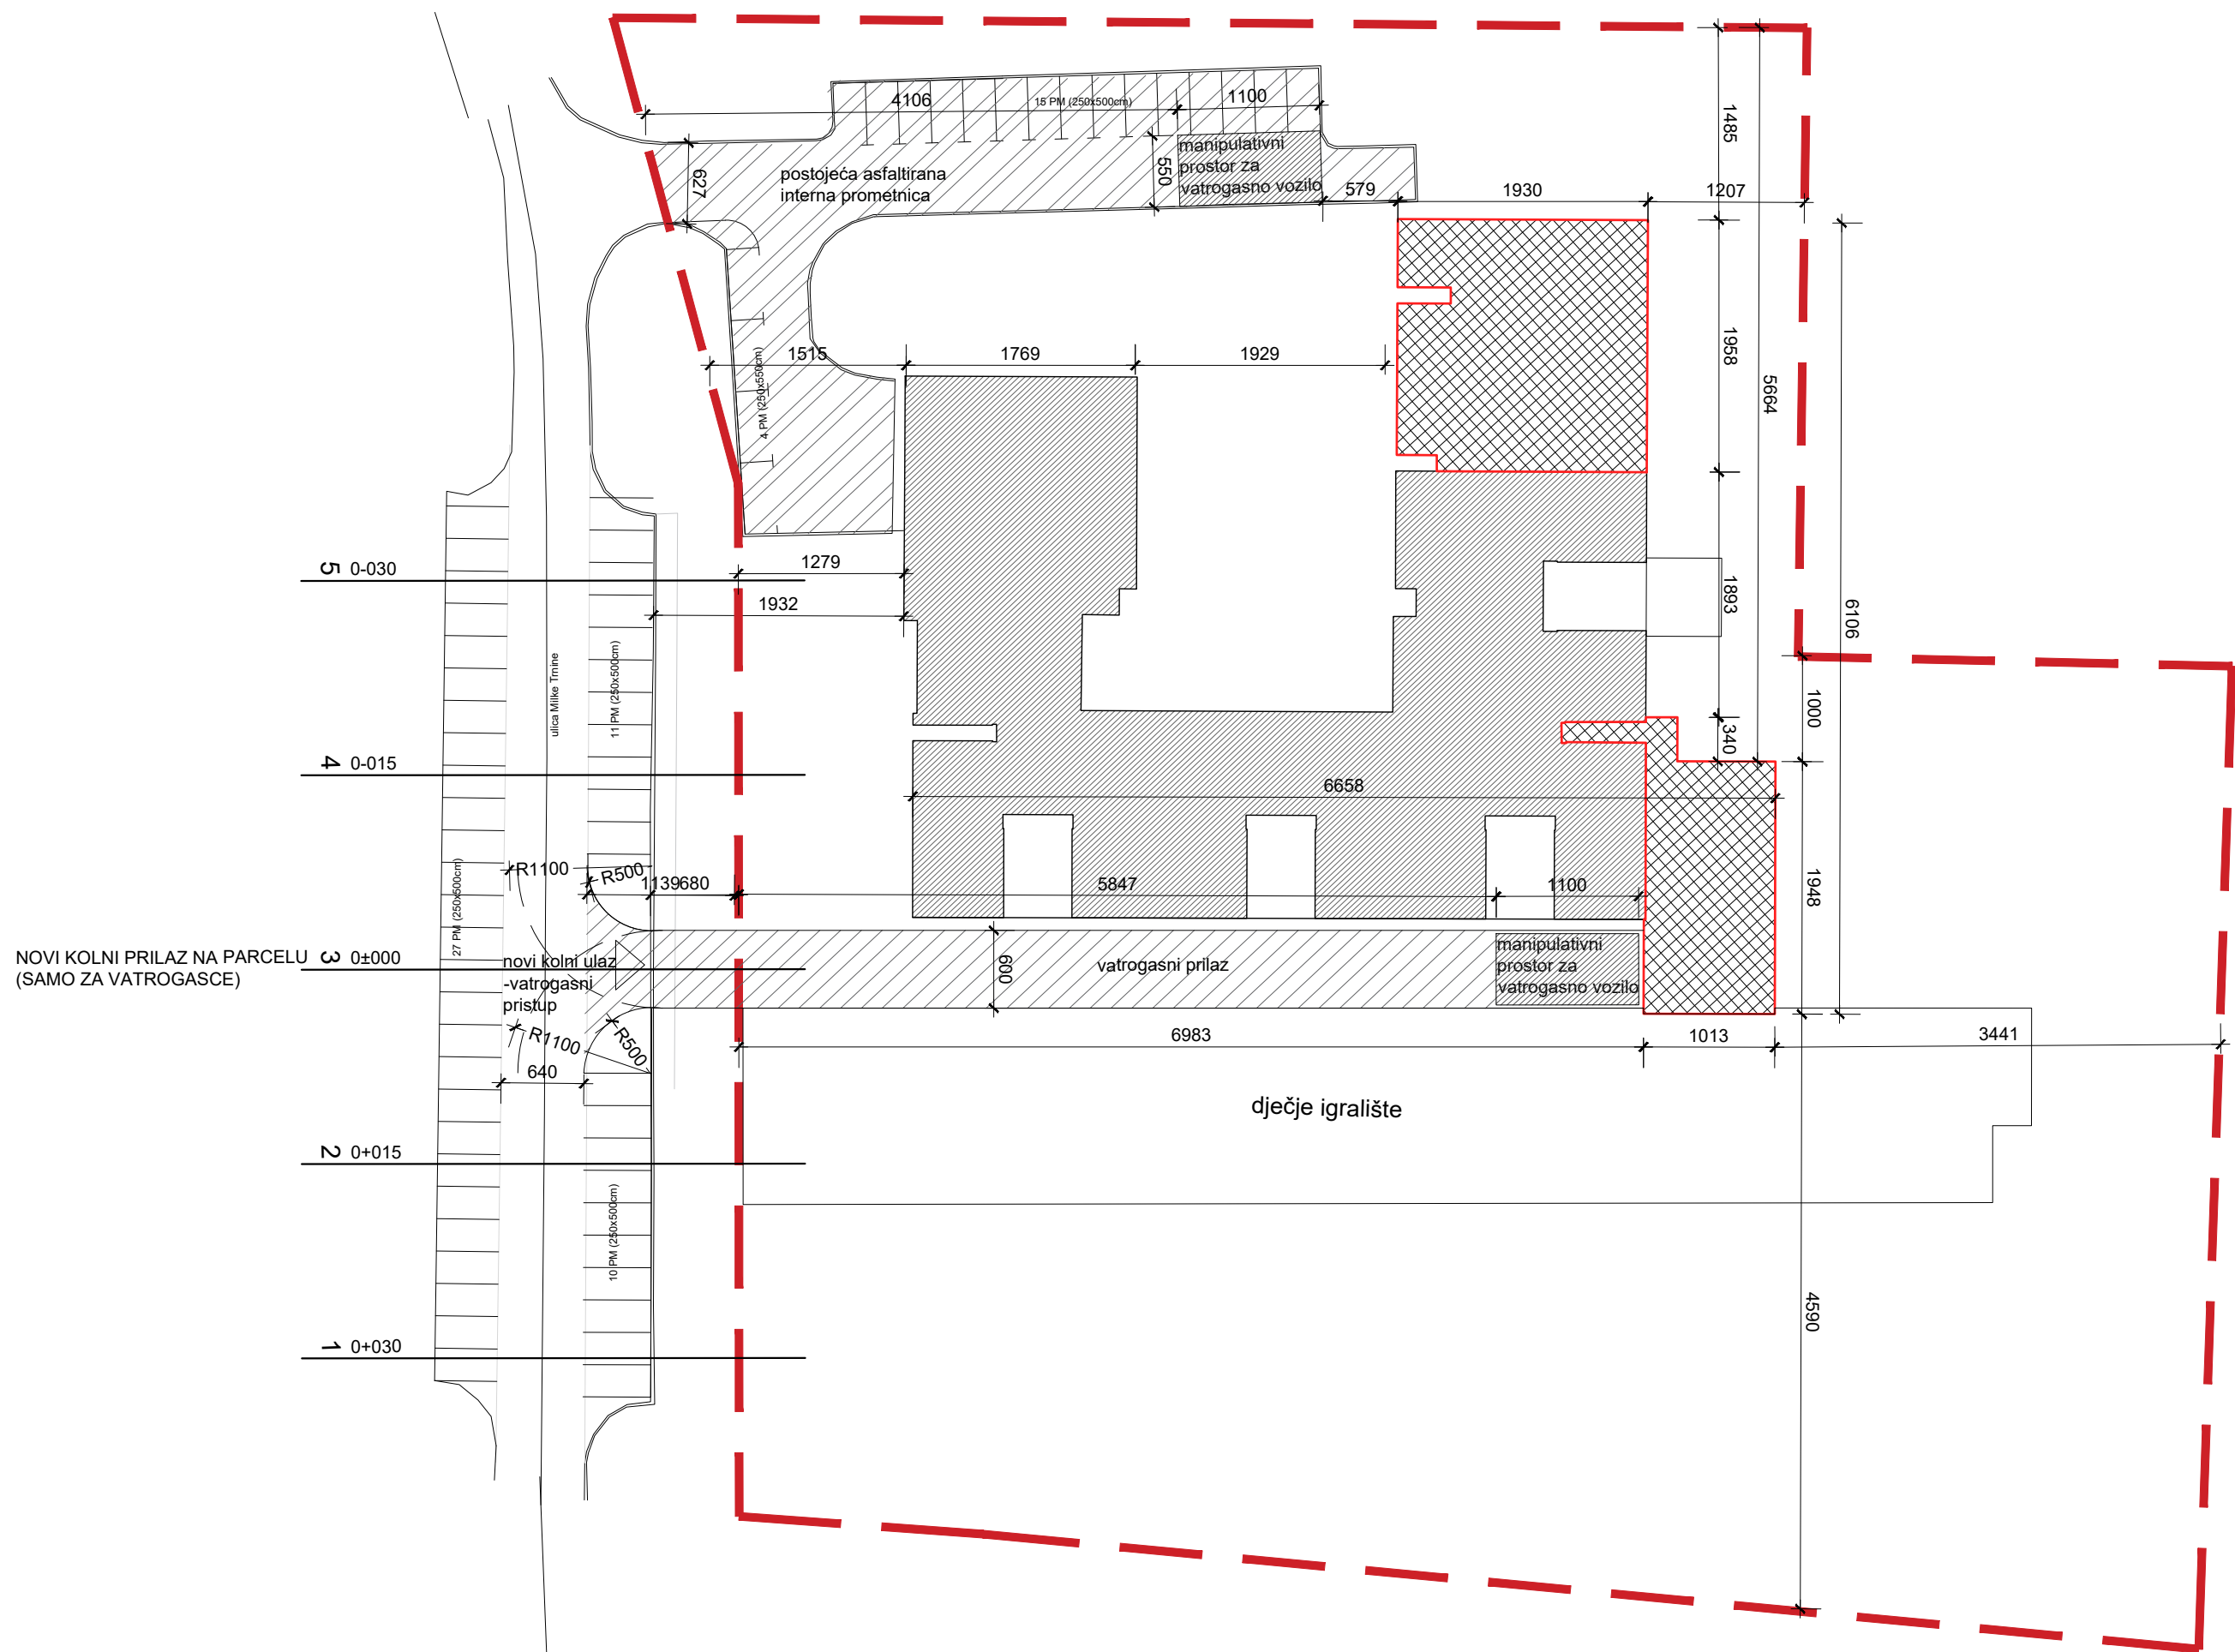 4106
15 PM (250x500cm)
1100
1485
manipulativni
prostor za
vatrogasno vozilo
550
627
postojeća asfaltirana
interna prometnica
579
1930
1207
1515
1769
1929
1958
5664
4 PM (250x550cm)
5 0-030
1279
1932
1893
6106
ulica Milke Trnine
11 PM (250x500cm)
1000
340
4 0-015
6658
R1100
R500
1139
680
5847
1100
1948
27 PM (250x500cm)
NOVI KOLNI PRILAZ NA PARCELU
(SAMO ZA VATROGASCE)
3 0±000
novi kolni ulaz
-vatrogasni
pristup
600
vatrogasni prilaz
manipulativni
prostor za
vatrogasno vozilo
R1100
R500
640
6983
1013
3441
dječje igralište
2 0+015
10 PM (250x500cm)
4590
1 0+030